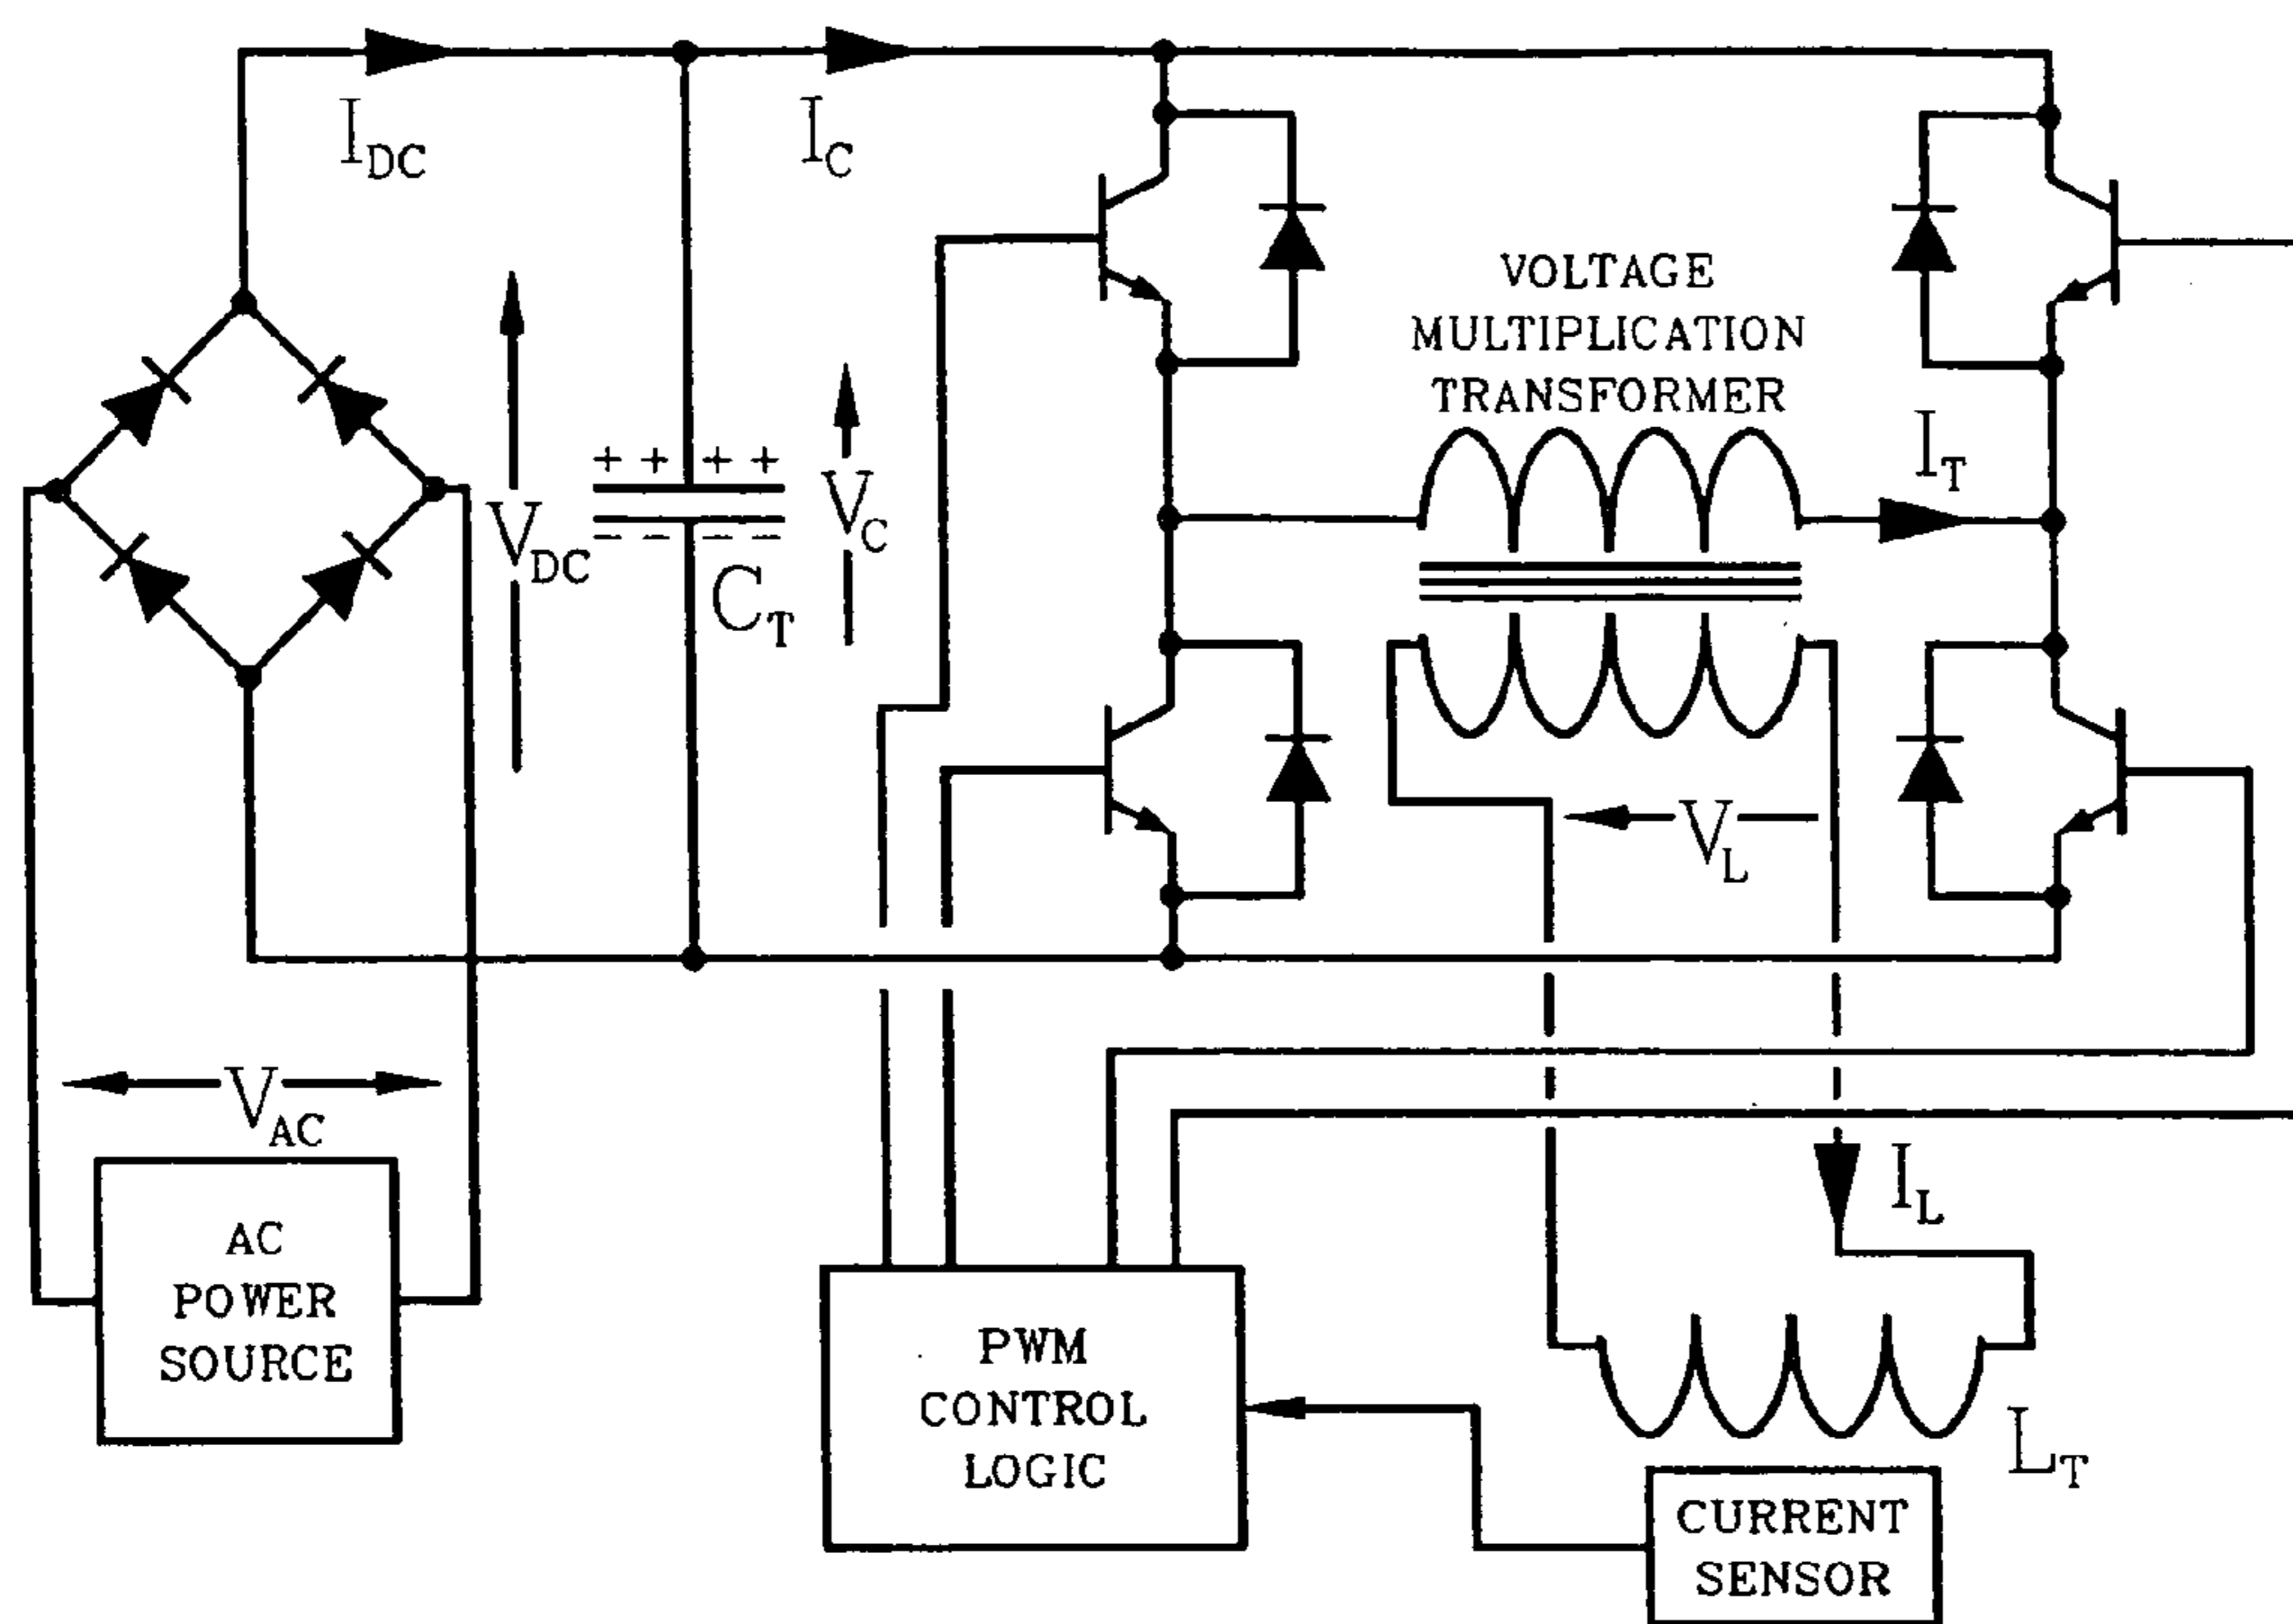 I_DC
I_C
VOLTAGE
MULTIPLICATION
TRANSFORMER
I_T
+ + + +
V_DC
V_C
- - - -
C_T
V_L
V_AC
I_L
AC
POWER
SOURCE
PWM
CONTROL
LOGIC
L_T
CURRENT
SENSOR